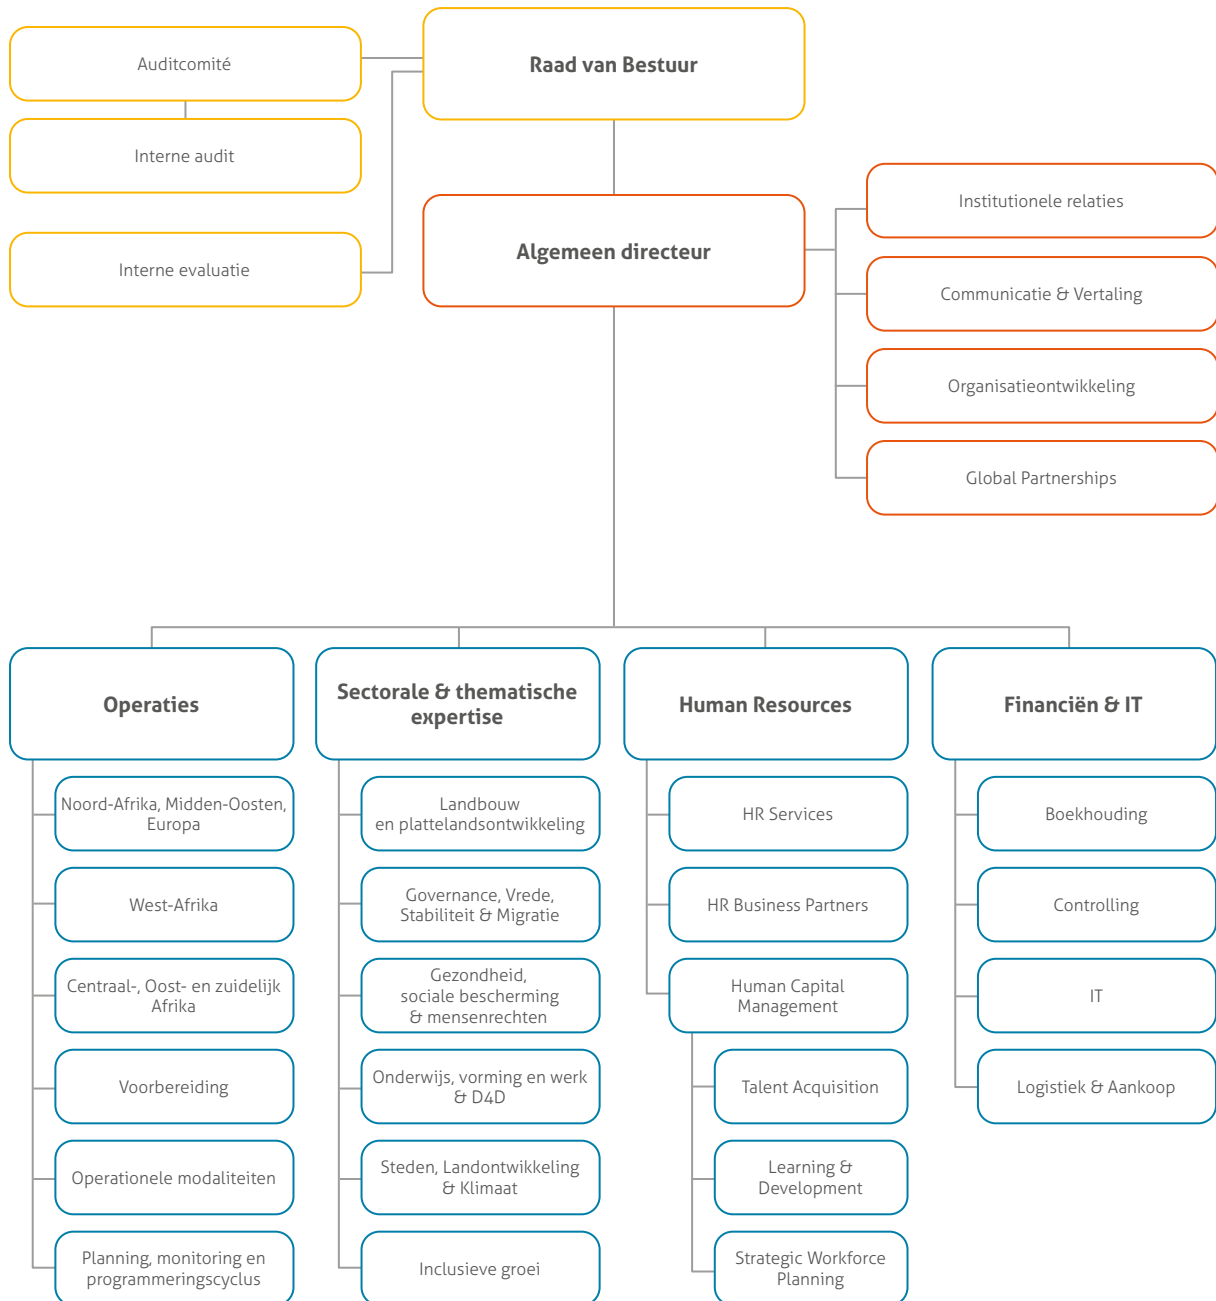 Raad van Bestuur
Auditcomité
Interne audit
Interne evaluatie
Algemeen directeur
Institutionele relaties
Communicatie & Vertaling
Organisatieontwikkeling
Global Partnerships
Operaties
Noord-Afrika, Midden-Oosten,
Europa
West-Afrika
Centraal-, Oost- en zuidelijk
Afrika
Voorbereiding
Operationele modaliteiten
Planning, monitoring en
programmeringscyclus
Sectorale & thematische
expertise
Landbouw
en plattelandsontwikkeling
Governance, Vrede,
Stabiliteit & Migratie
Gezondheid,
sociale bescherming
& mensenrechten
Onderwijs, vorming en werk
& D4D
Steden, Landontwikkeling
& Klimaat
Inclusieve groei
Human Resources
HR Services
HR Business Partners
Human Capital
Management
Talent Acquisition
Learning &
Development
Strategic Workforce
Planning
Financiën & IT
Boekhouding
Controlling
IT
Logistiek & Aankoop